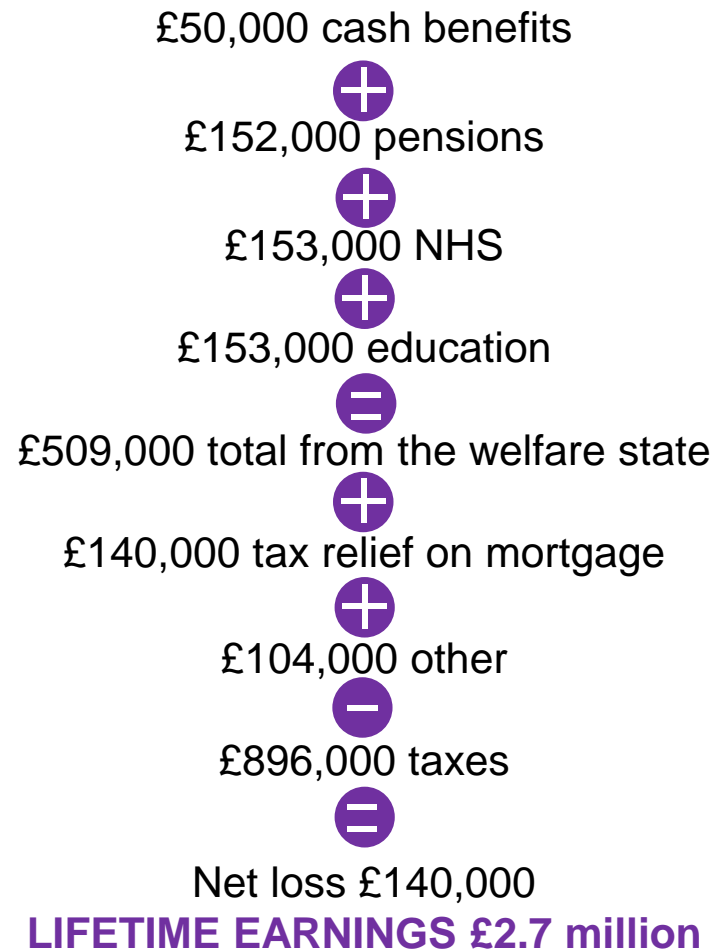 £50,000 cash benefits
+
£152,000 pensions
+
£153,000 NHS
+
£153,000 education
=
£509,000 total from the welfare state
+
£140,000 tax relief on mortgage
+
£104,000 other
−
£896,000 taxes
=
Net loss £140,000
LIFETIME EARNINGS £2.7 million